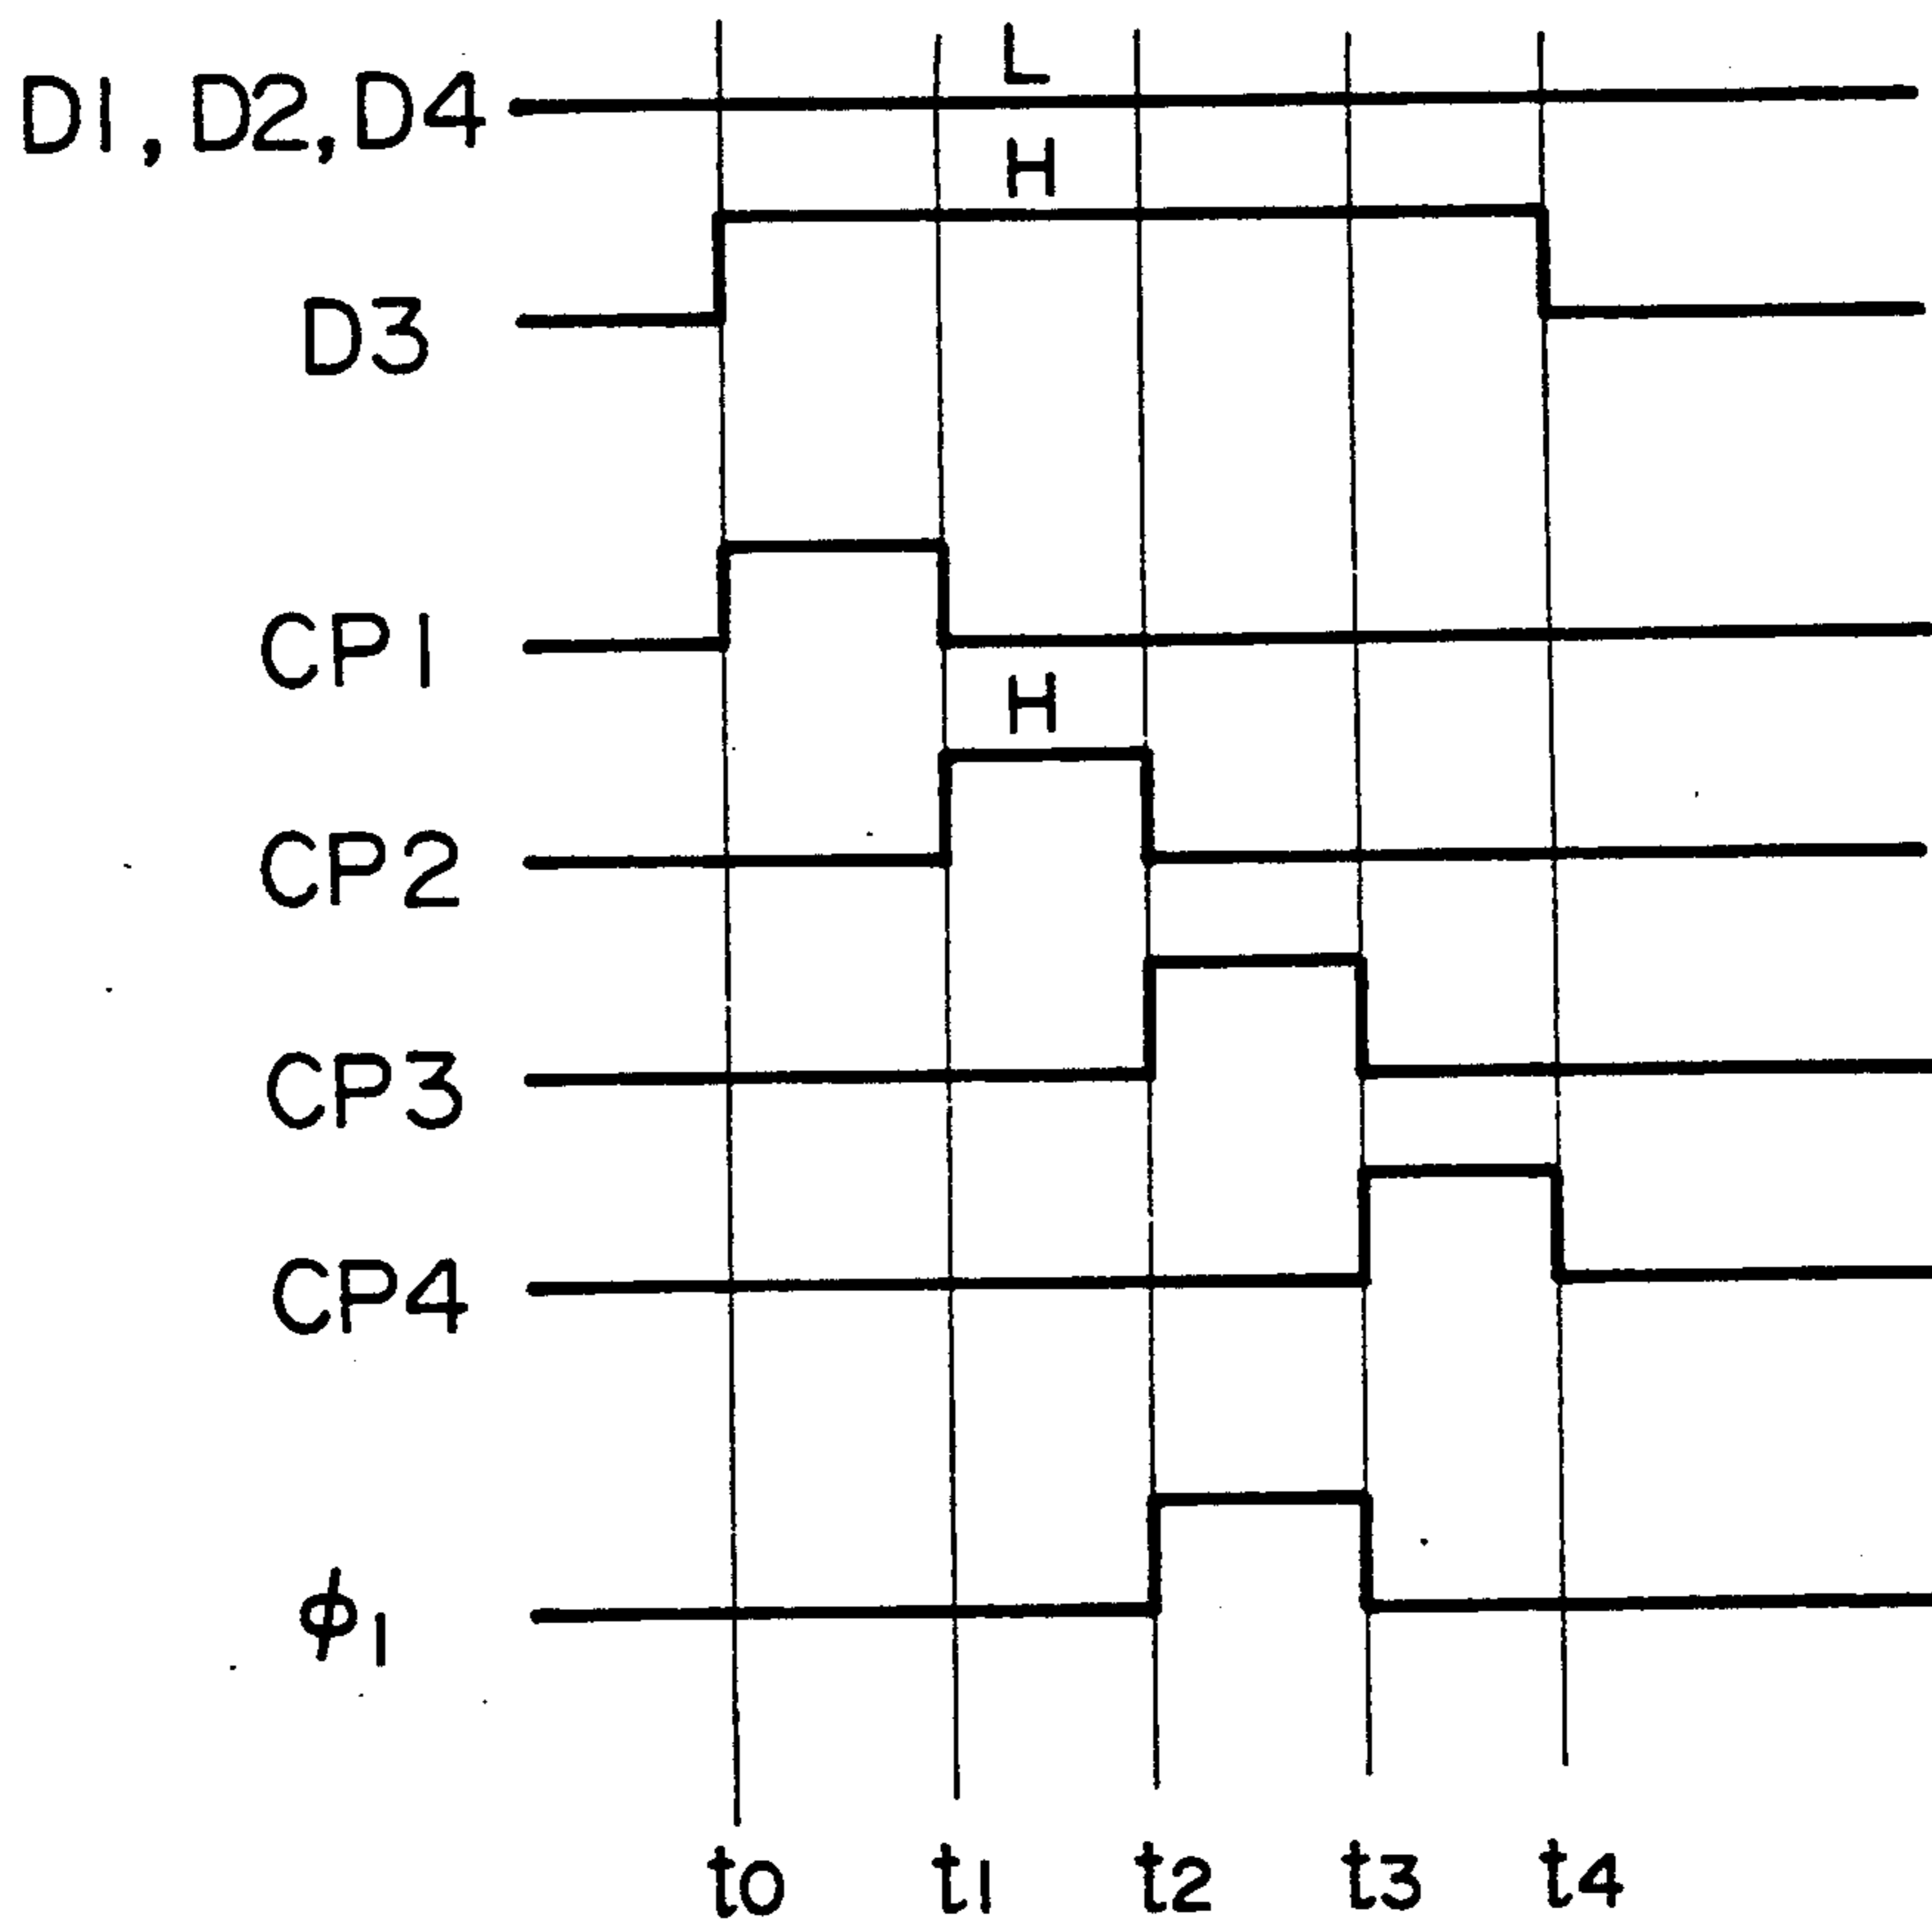 L
D1,D2,D4
H
D3
CP1
H
CP2
CP3
CP4
ϕ1
t0 t1 t2 t3 t4